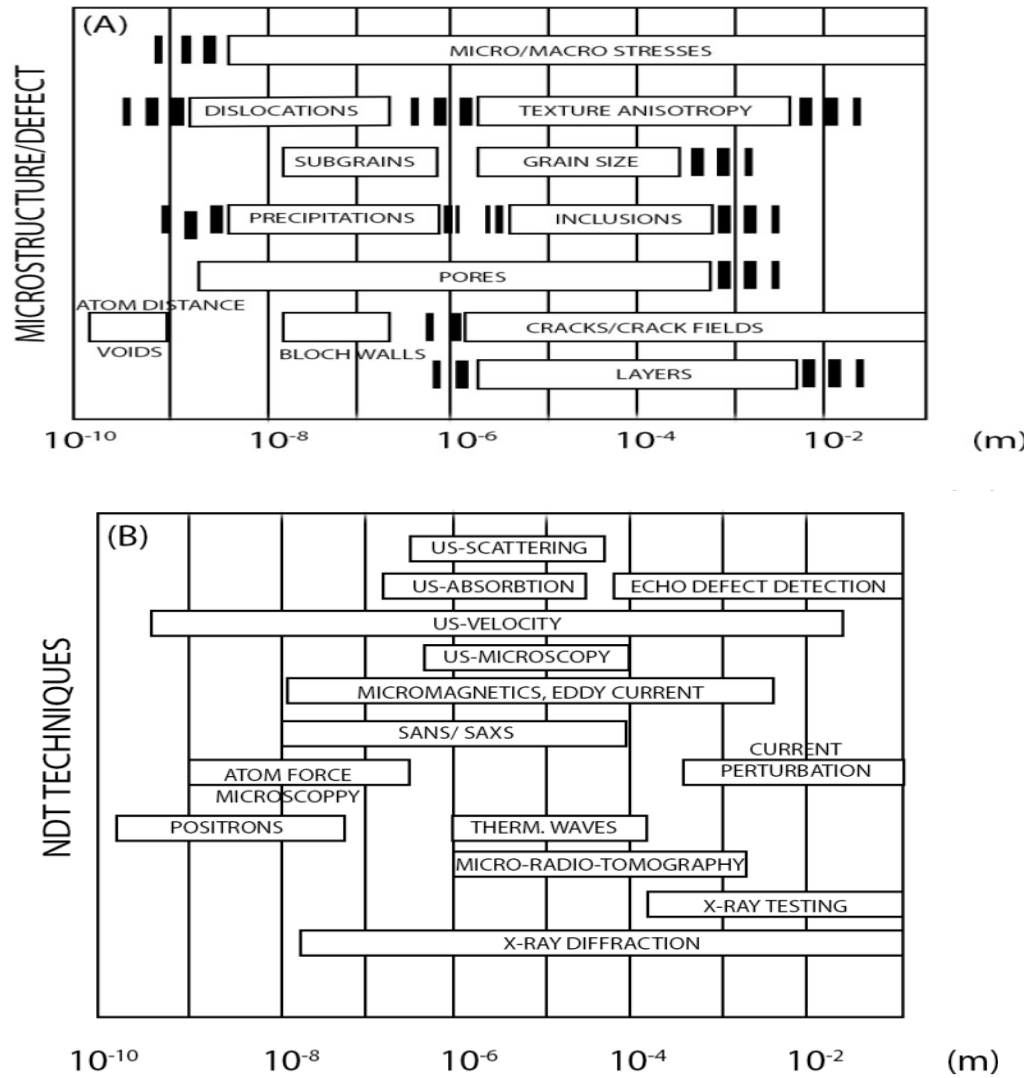 (A)
MICROSTRUCTURE/DEFECT
MICRO/MACRO STRESSES
DISLOCATIONS
TEXTURE ANISOTROPY
SUBGRAINS
GRAIN SIZE
PRECIPITATIONS
INCLUSIONS
PORES
ATOM DISTANCE
VOIDS
BLOCH WALLS
CRACKS/CRACK FIELDS
LAYERS
10⁻¹⁰ 10⁻⁸ 10⁻⁶ 10⁻⁴ 10⁻² (m)
(B)
NDT TECHNIQUES
US-SCATTERING
US-ABSORBTION
ECHO DEFECT DETECTION
US-VELOCITY
US-MICROSCOPY
MICROMAGNETICS, EDDY CURRENT
SANS/ SAXS
ATOM FORCE
MICROSCOPPY
CURRENT
PERTURBATION
POSITRONS
THERM. WAVES
MICRO-RADIO-TOMOGRAPHY
X-RAY TESTING
X-RAY DIFFRACTION
10⁻¹⁰ 10⁻⁸ 10⁻⁶ 10⁻⁴ 10⁻² (m)